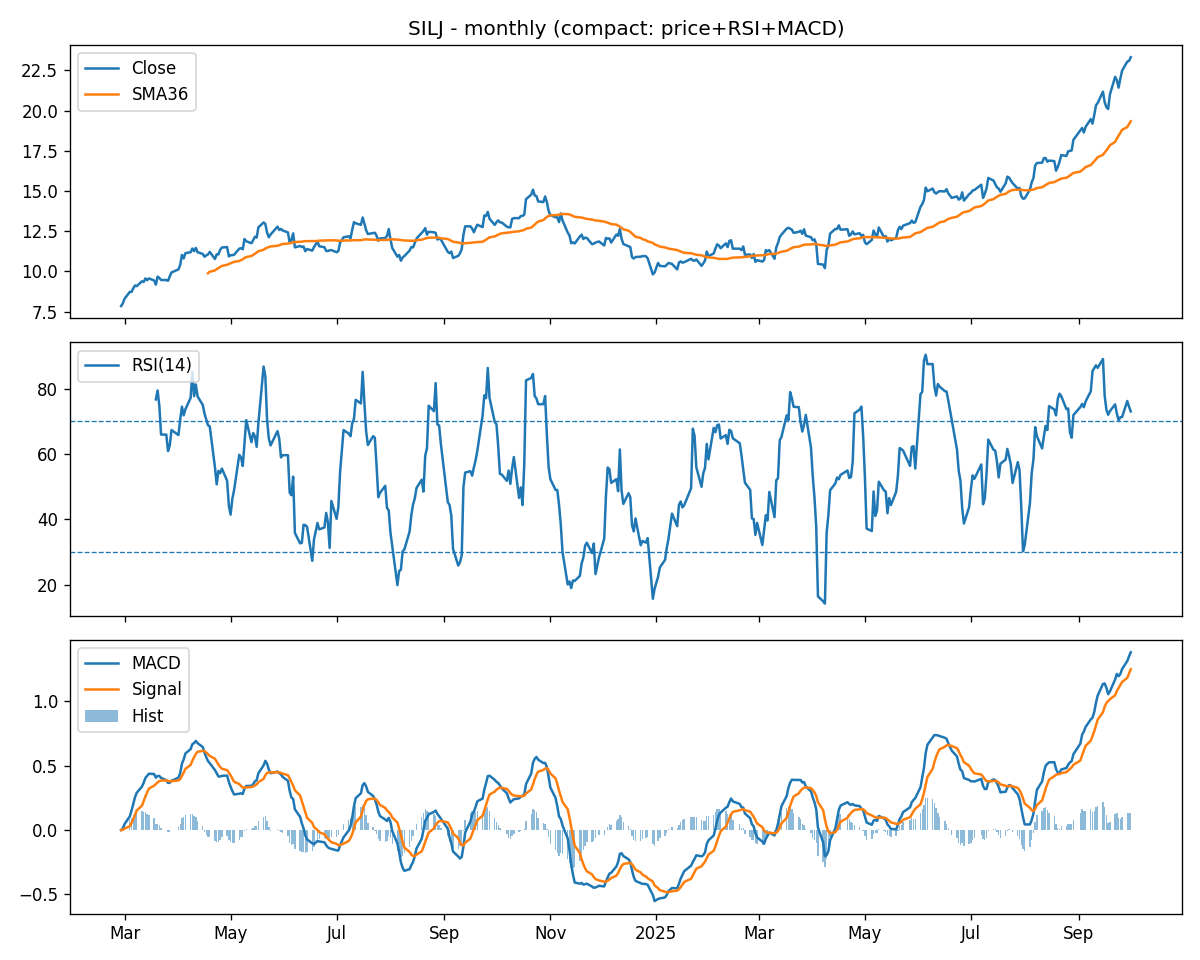 SILJ - monthly (compact: price+RSI+MACD)
Close
SMA36
22.5
20.0
17.5
15.0
12.5
10.0
7.5
RSI(14)
80
60
40
20
MACD
Signal
Hist
1.0
0.5
0.0
−0.5
Mar May Jul Sep Nov 2025 Mar May Jul Sep